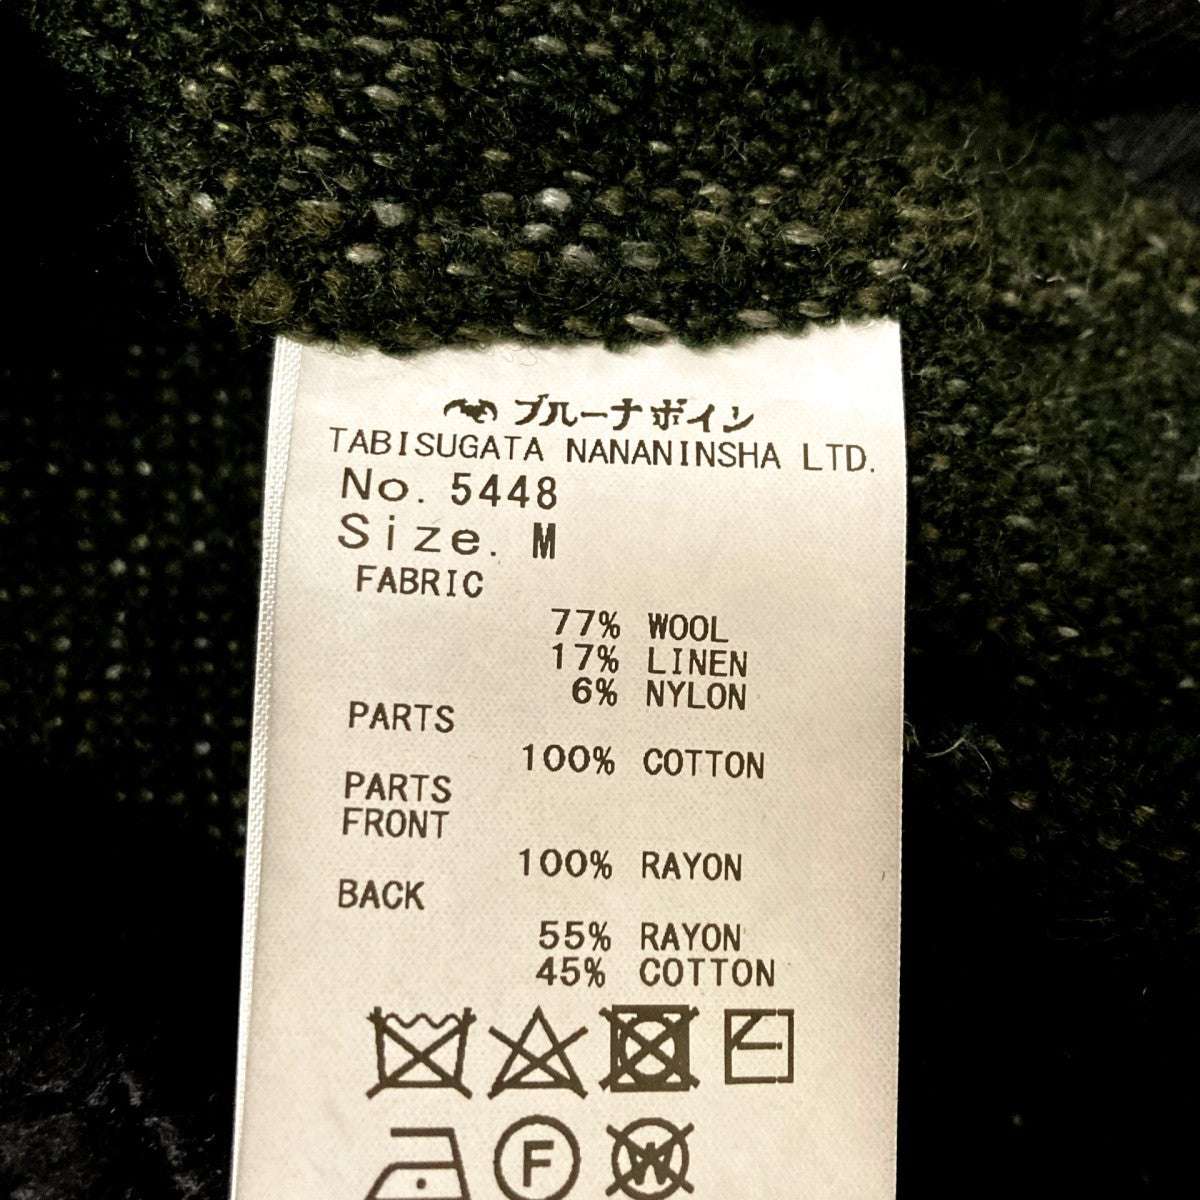 ブルーナボイン
TABISUGATA NANANINSHA LTD.
No. 5448
Size. M
FABRIC
77% WOOL
17% LINEN
6% NYLON
PARTS
100% COTTON
PARTS
FRONT
100% RAYON
BACK
55% RAYON
45% COTTON
F W